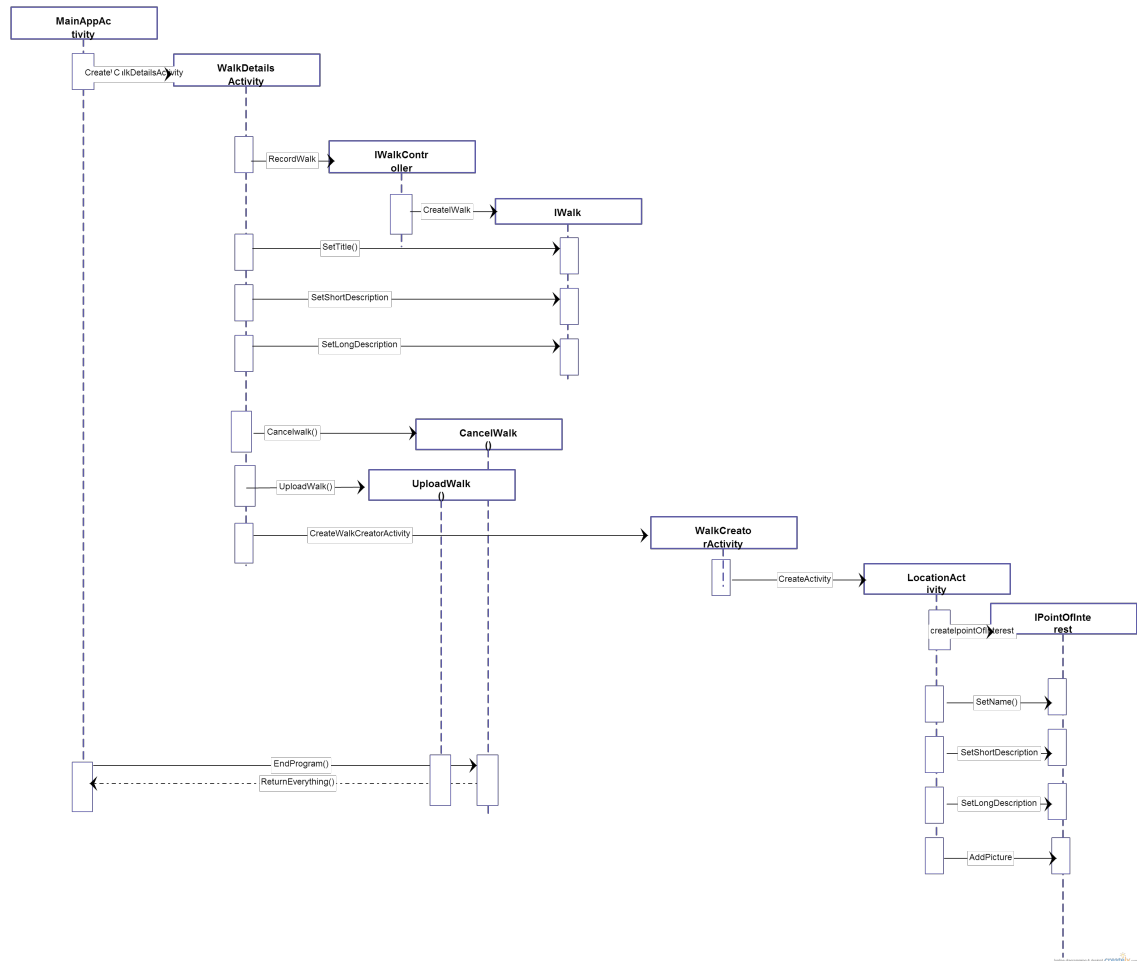 MainAppAc
tivity
WalkDetails
Activity
IWalkContr
oller
RecordWalk
CreateIWalk
IWalk
SetTitle()
SetShortDescription
SetLongDescription
Cancelwalk()
CancelWalk
()
UploadWalk()
UploadWalk
()
CreateWalkCreatorActivity
WalkCreato
rActivity
CreateActivity
LocationAct
ivity
createIpointOfInterest
IPointOfInte
rest
SetName()
SetShortDescription
SetLongDescription
AddPicture
EndProgram()
ReturnEverything()